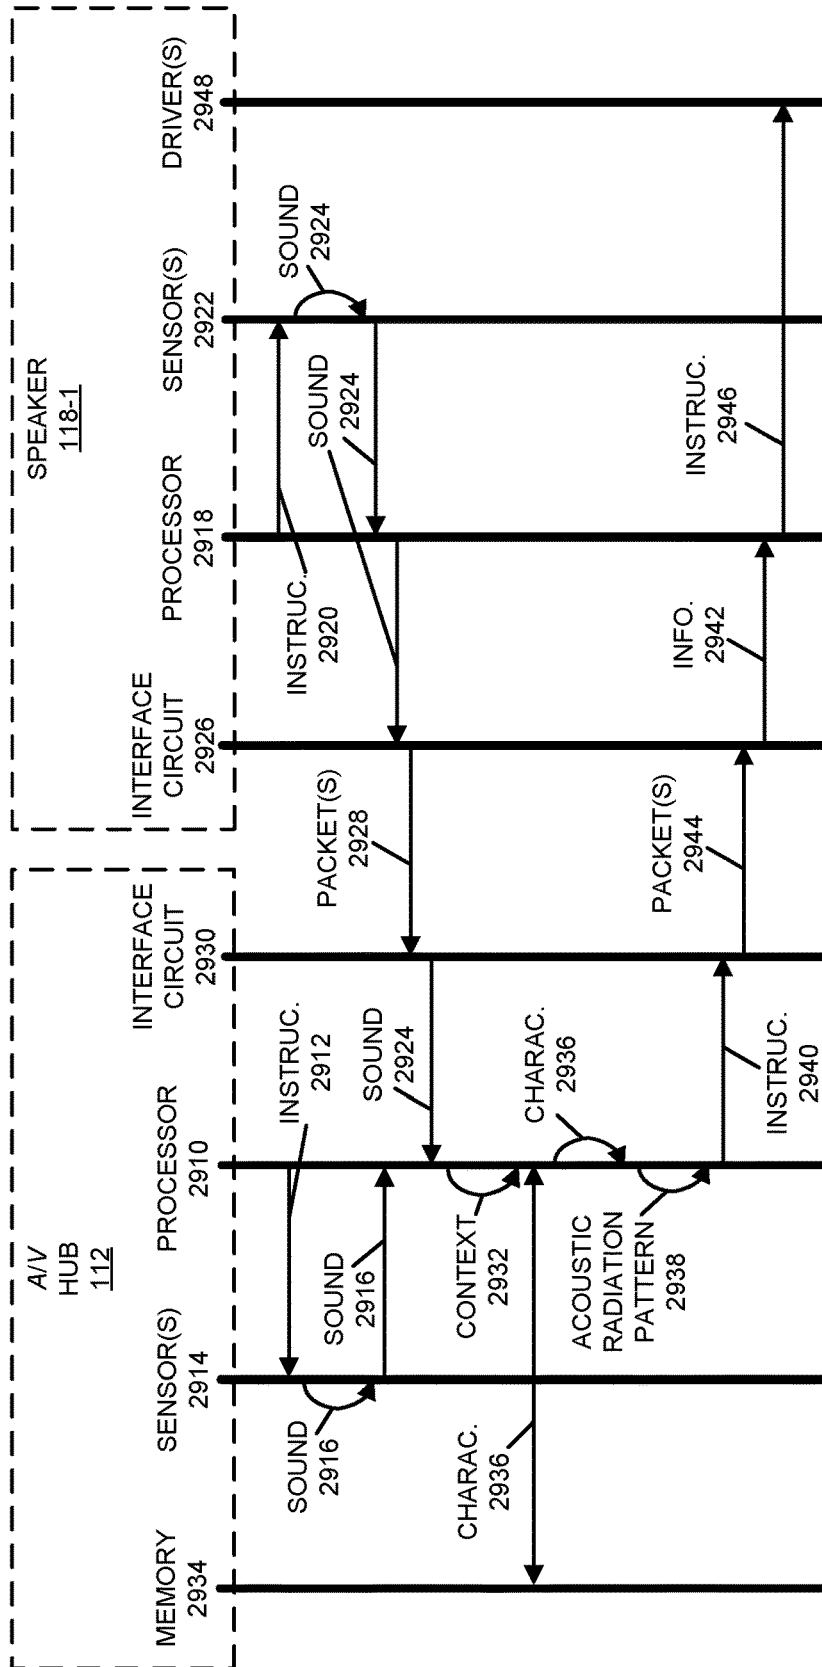 A/V
HUB
112
SPEAKER
118-1
MEMORY
2934
SENSOR(S)
2914
PROCESSOR
2910
INTERFACE
CIRCUIT
2930
INTERFACE
CIRCUIT
2926
PROCESSOR
2918
SENSOR(S)
2922
DRIVER(S)
2948
INSTRUC.
2912
SOUND
2916
SOUND
2916
INSTRUC.
2920
SOUND
2924
SOUND
2924
PACKET(S)
2928
SOUND
2924
CONTEXT
2932
CHARAC.
2936
CHARAC.
2936
ACOUSTIC
RADIATION
PATTERN
2938
INSTRUC.
2940
PACKET(S)
2944
INFO.
2942
INSTRUC.
2946